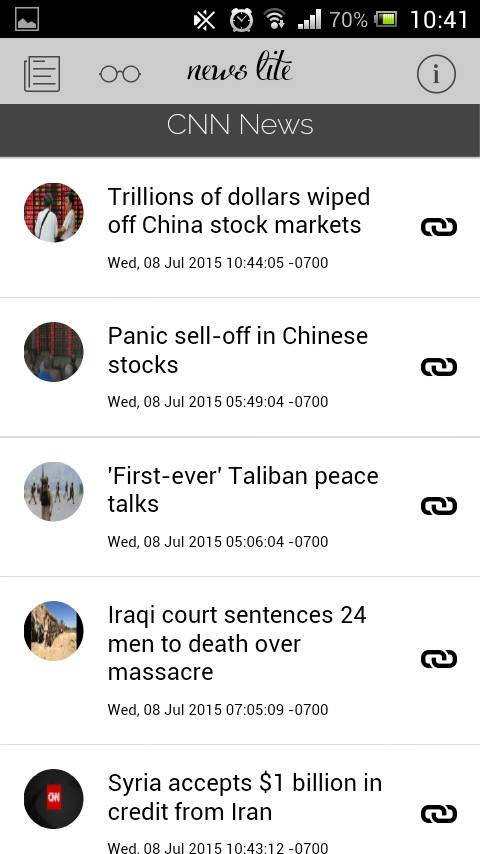 70% 10:41
news lite
CNN News
Trillions of dollars wiped
off China stock markets
Wed, 08 Jul 2015 10:44:05 -0700
Panic sell-off in Chinese
stocks
Wed, 08 Jul 2015 05:49:04 -0700
'First-ever' Taliban peace
talks
Wed, 08 Jul 2015 05:06:04 -0700
Iraqi court sentences 24
men to death over
massacre
Wed, 08 Jul 2015 07:05:09 -0700
CNN
Syria accepts $1 billion in
credit from Iran
Wed, 08 Jul 2015 10:43:12 -0700